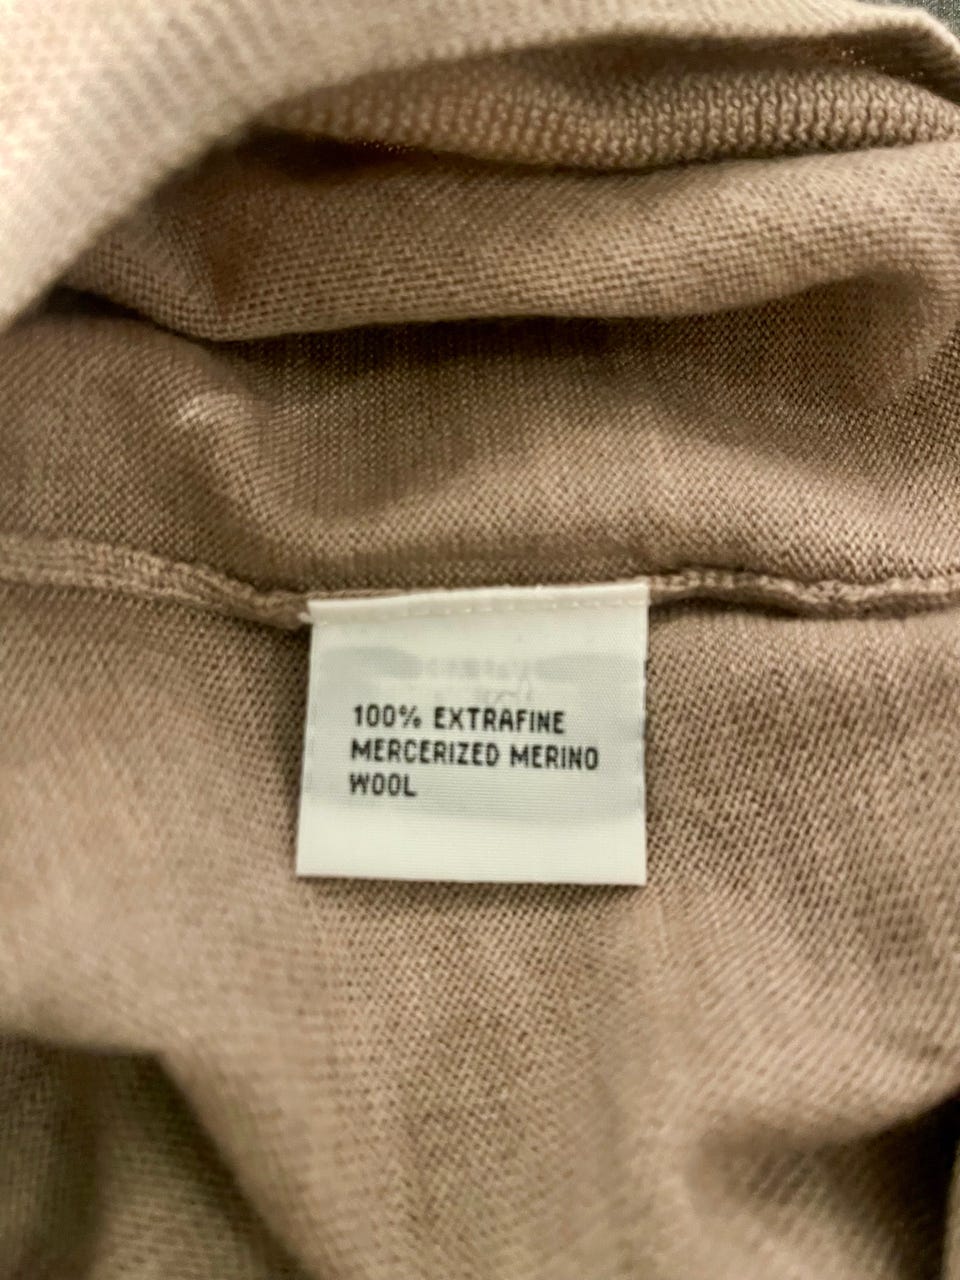 100% EXTRAFINE
MERCERIZED MERINO
WOOL